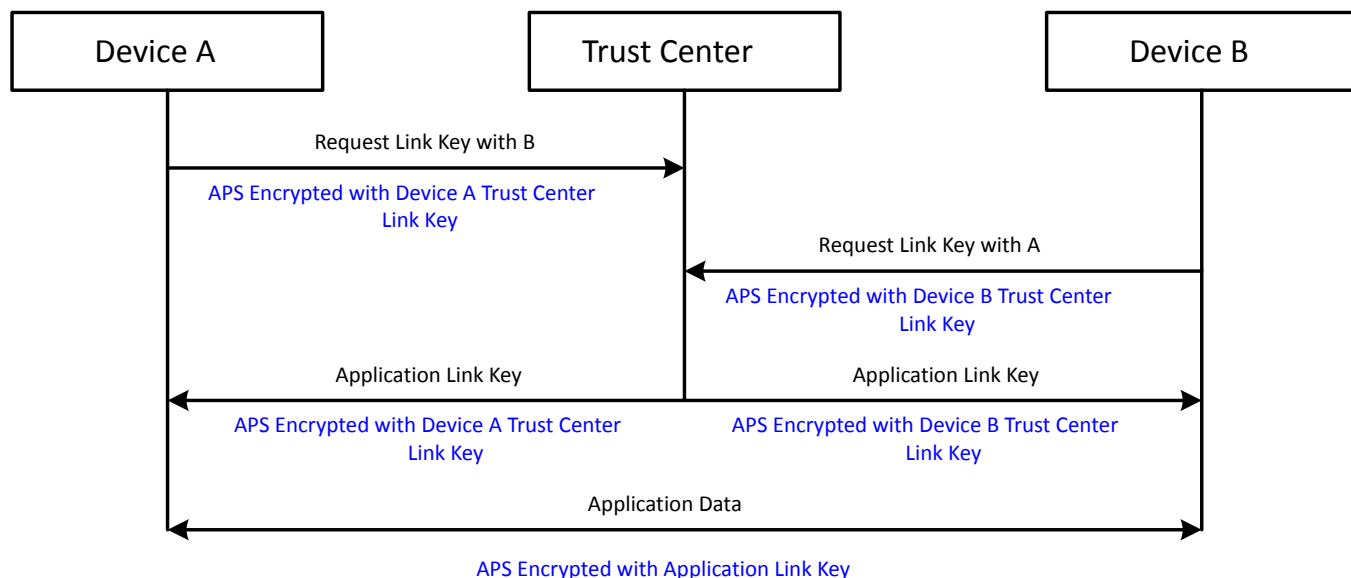 Device A
Trust Center
Device B
Request Link Key with B
APS Encrypted with Device A Trust Center
Link Key
Request Link Key with A
APS Encrypted with Device B Trust Center
Link Key
Application Link Key
Application Link Key
APS Encrypted with Device A Trust Center
Link Key
APS Encrypted with Device B Trust Center
Link Key
Application Data
APS Encrypted with Application Link Key